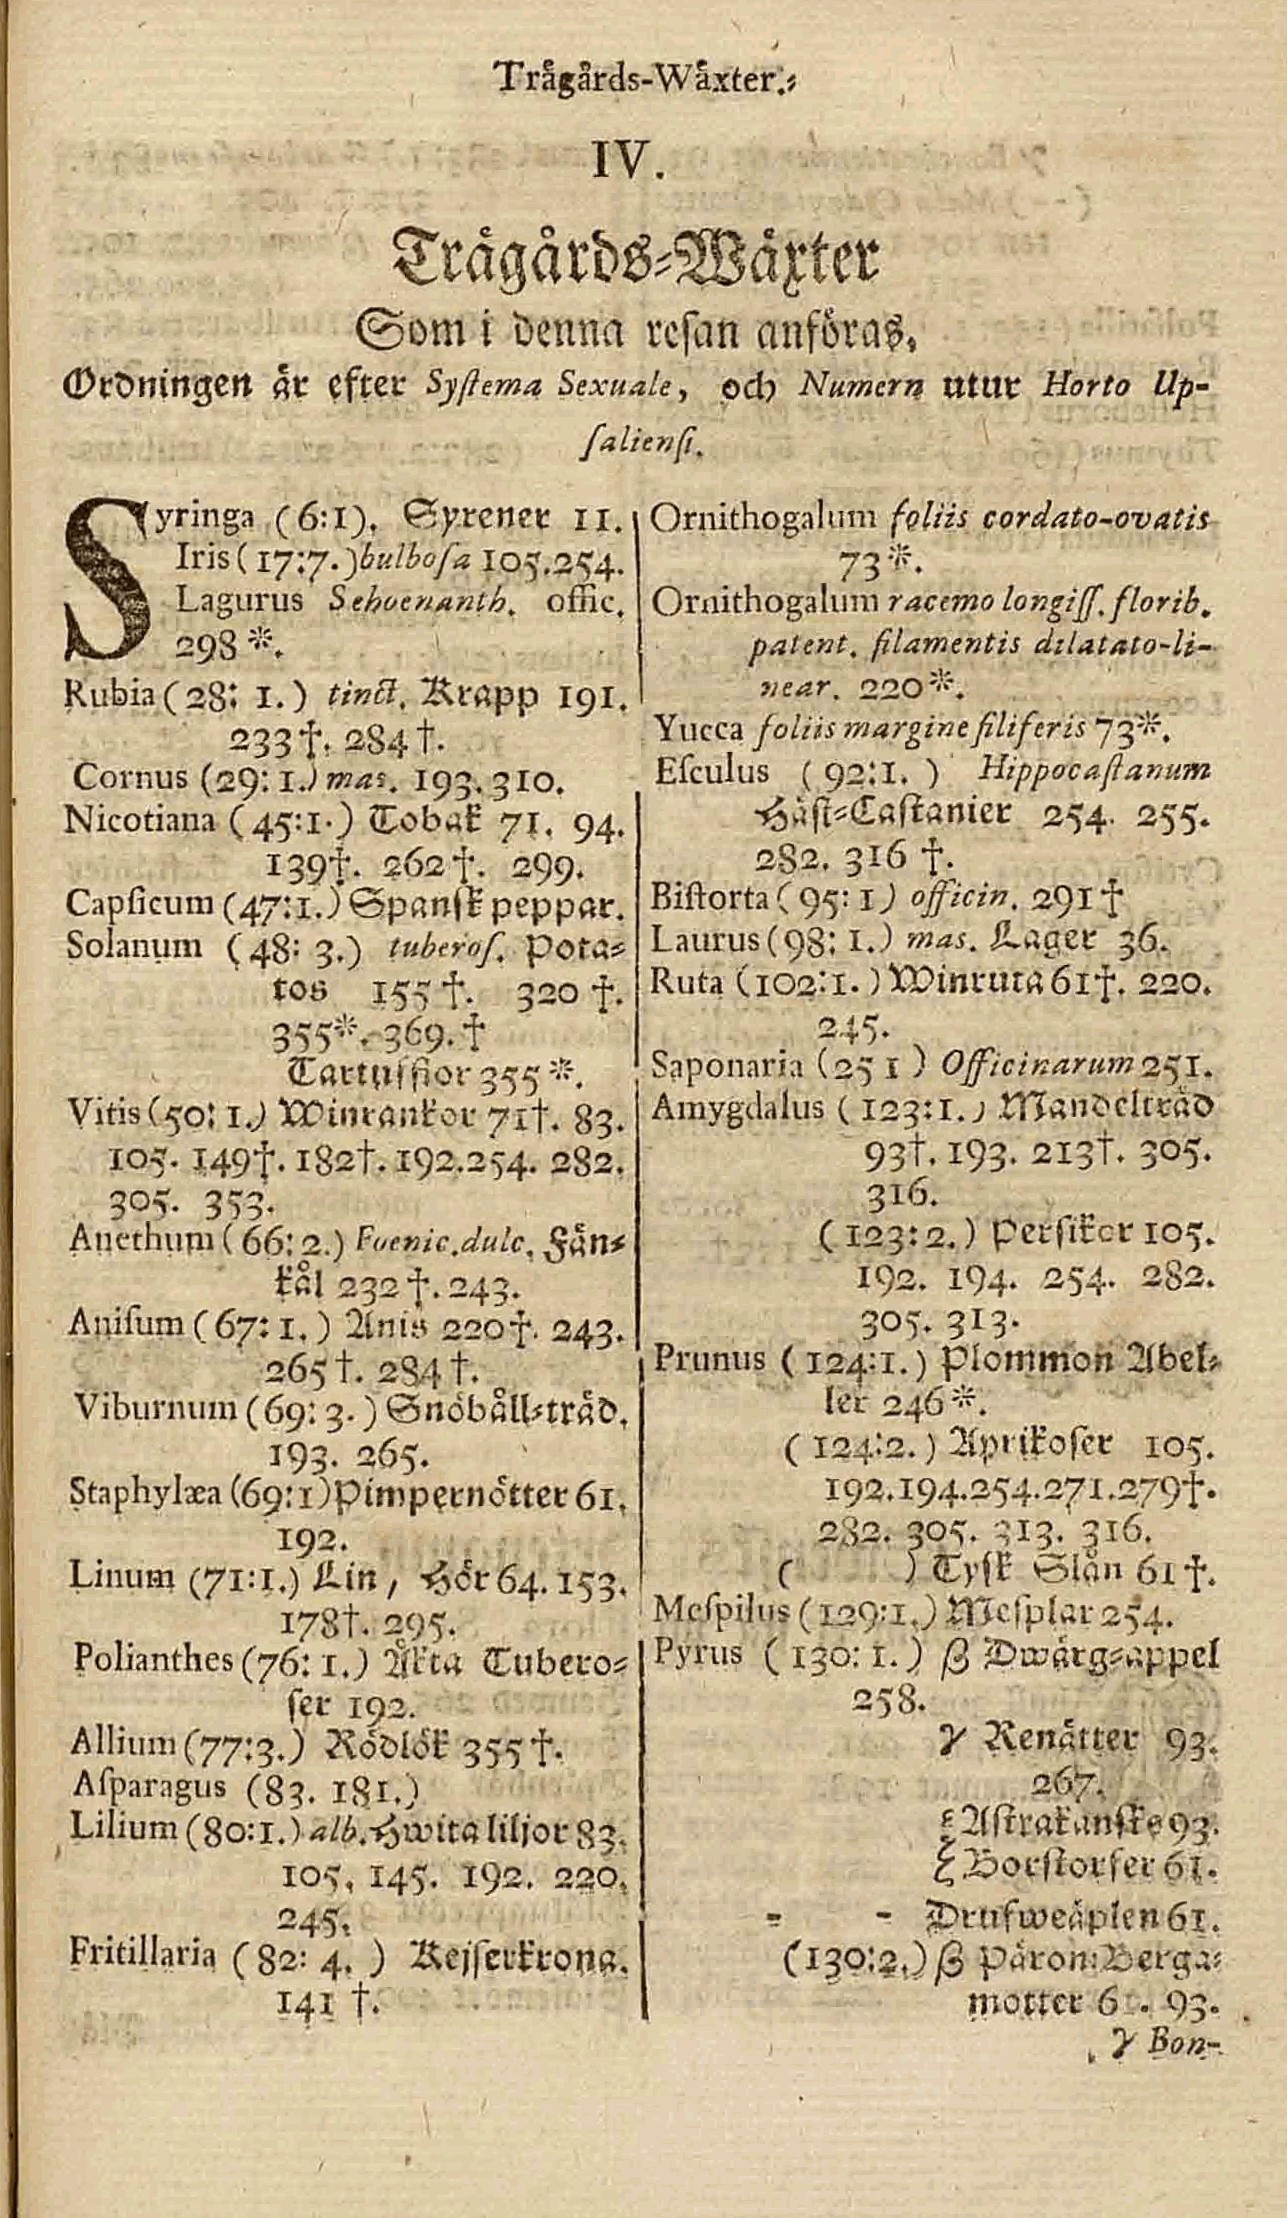 Trågårds-Wåxter.
IV.
Trågårds-Wåxter
Som i denna resan anföras,
Ordningen år efter Systema Sexuale, och Numern utur Horto Up-
saliensi.
Syringa (6:1). Syrener 11.
Iris (17:7.) bulbosa 105.254.
Lagurus Schoenanth. offic.
298*.
Rubia (28: 1.) tinct. Krapp 191.
233†. 284†.
Cornus (29: 1.) mas. 193. 310.
Nicotiana (45:1.) Tobak 71. 94.
139†. 262†. 299.
Capsicum (47:1.) Spansk peppar.
Solanum (48: 3.) tuberos. Pota-
tos 155†. 320†.
355*. 369.†
Tartuffior 355*.
Vitis (50: 1.) Winrankor 71†. 83.
105. 149†. 182†. 192.254. 282.
305. 353.
Anethum (66: 2.) Foenic. dulc. Fån-
kål 232†. 243.
Anisum (67: 1.) Anis 220†. 243.
265†. 284†.
Viburnum (69: 3.) Snöbåll-tråd.
193. 265.
Staphylæa (69:1) Pimpernötter 61.
192.
Linum (71:1.) Lin, Hör 64. 153.
178†. 295.
Polianthes (76: 1.) Åkta Tubero-
ser 192.
Allium (77:3.) Rödlök 355†.
Asparagus (83. 181.)
Lilium (80:1.) alb. Hwita liljor 83.
105. 145. 192. 220.
245.
Fritillaria (82: 4. ) Kejserkrona.
141 †.
Ornithogalum foliis cordato-ovatis
73*.
Ornithogalum racemo longiss. florib.
patent. filamentis dilatato-li-
near. 220*.
Yucca foliis margine filiferis 73*.
Esculus (92:1. ) Hippocastanum
Håst-Castanier 254. 255.
282. 316 †.
Bistorta (95: 1) officin. 291†
Laurus (98: 1.) mas. Lager 36.
Ruta (102:1.) Winruta 61†. 220.
245.
Saponaria (25 1) Officinarum 251.
Amygdalus (123:1.) Mandeltråd
93†. 193. 213†. 305.
316.
(123:2.) Persikor 105.
192. 194. 254. 282.
305. 313.
Prunus (124:1.) Plommon Abel-
ler 246*.
(124:2.) Aprikoser 105.
192.194.254.271.279†.
282. 305. 313. 316.
( ) Tysk Slån 61†.
Mespilus (129:1.) Mesplar 254.
Pyrus (130: 1.) β Dwårg-appel
258.
γ Renåtter 93.
267.
ξ Astrakanske 93.
ζ Borstorfer 61.
- - Drufweåplen 61.
(130:2.) β Påron: Berga-
motter 61. 93.
γ Bon-